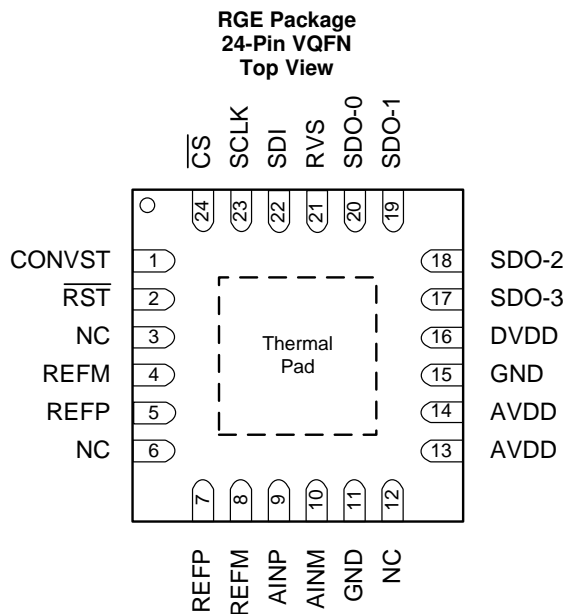 RGE Package
24-Pin VQFN
Top View
CS
SCLK
SDI
RVS
SDO-0
SDO-1
24
23
22
21
20
19
CONVST 1
RST 2
NC 3
REFM 4
REFP 5
NC 6
Thermal
Pad
18 SDO-2
17 SDO-3
16 DVDD
15 GND
14 AVDD
13 AVDD
7
8
9
10
11
12
REFP
REFM
AINP
AINM
GND
NC